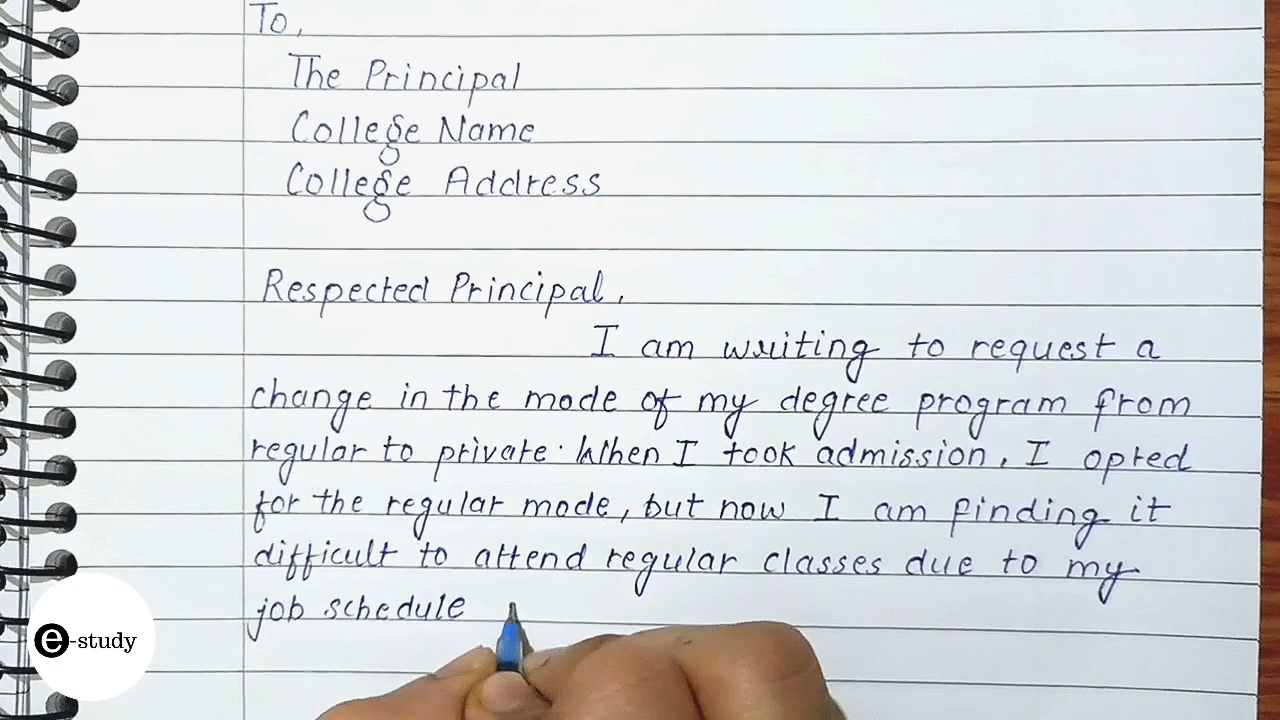 To,
The Principal
College Name
College Address
Respected Principal,
I am writing to request a
change in the mode of my degree program from
regular to private. When I took admission, I opted
for the regular mode, but now I am finding it
difficult to attend regular classes due to my
job schedule
e-study